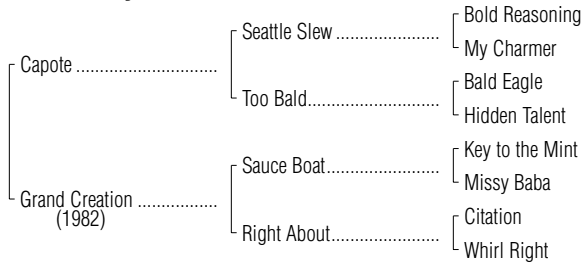 Bold Reasoning
Seattle Slew ....................
My Charmer
Capote ...........................
Bald Eagle
Too Bald.........................
Hidden Talent
Key to the Mint
Sauce Boat......................
Missy Baba
Grand Creation ...............
(1982)
Citation
Right About.....................
Whirl Right